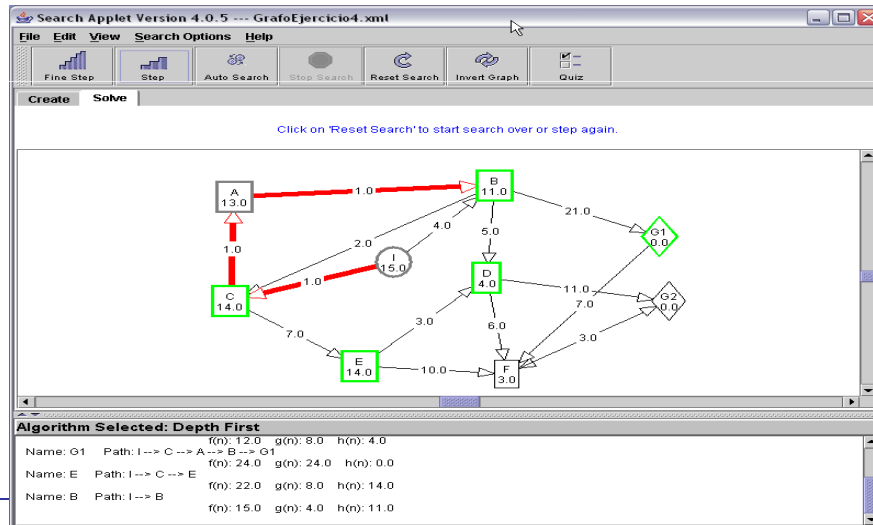 Search Applet Version 4.0.5 --- GrafoEjercicio4.xml
File Edit View Search Options Help
Fine Step Step Auto Search Stop Search Reset Search Invert Graph Quiz
Create Solve
Click on 'Reset Search' to start search over or step again.
A
13.0
B
11.0
1.0
21.0
4.0
5.0
2.0
G1
0.0
1.0
I
15.0
1.0
D
4.0
11.0
7.0
G2
0.0
C
14.0
7.0
3.0
6.0
3.0
E
14.0
10.0
F
3.0
Algorithm Selected: Depth First
f(n): 12.0 g(n): 8.0 h(n): 4.0
Name: G1 Path: I --> C --> A --> B --> G1
f(n): 24.0 g(n): 24.0 h(n): 0.0
Name: E Path: I --> C --> E
f(n): 22.0 g(n): 8.0 h(n): 14.0
Name: B Path: I --> B
f(n): 15.0 g(n): 4.0 h(n): 11.0